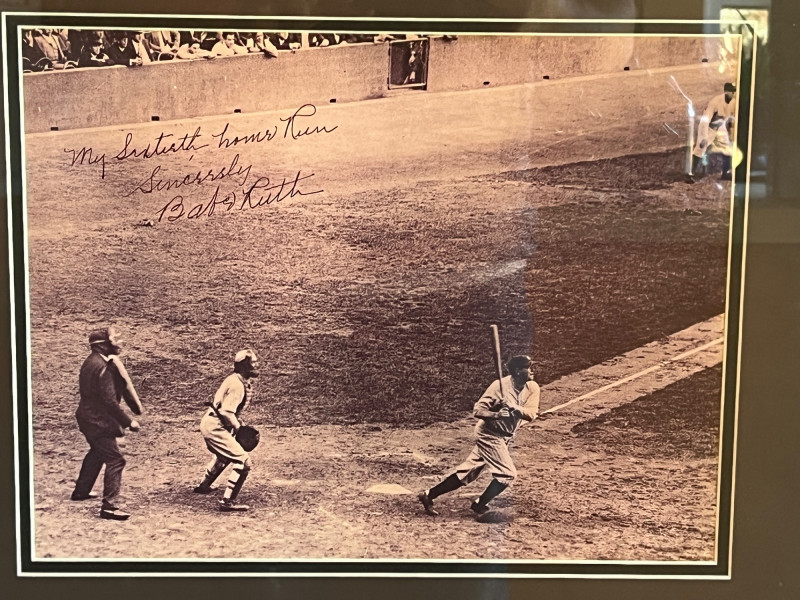 My Sixtieth home Run
Sincerely
Babe Ruth